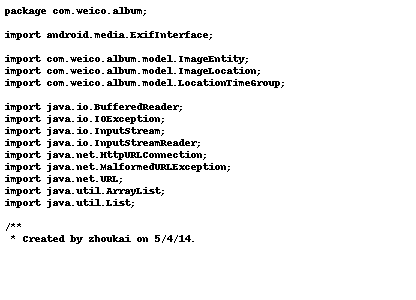 package com.weico.album;

import android.media.ExifInterface;

import com.weico.album.model.ImageEntity;
import com.weico.album.model.ImageLocation;
import com.weico.album.model.LocationTimeGroup;

import java.io.BufferedReader;
import java.io.IOException;
import java.io.InputStream;
import java.io.InputStreamReader;
import java.net.HttpURLConnection;
import java.net.MalformedURLException;
import java.net.URL;
import java.util.ArrayList;
import java.util.List;

/**
 * Created by zhoukai on 5/4/14.